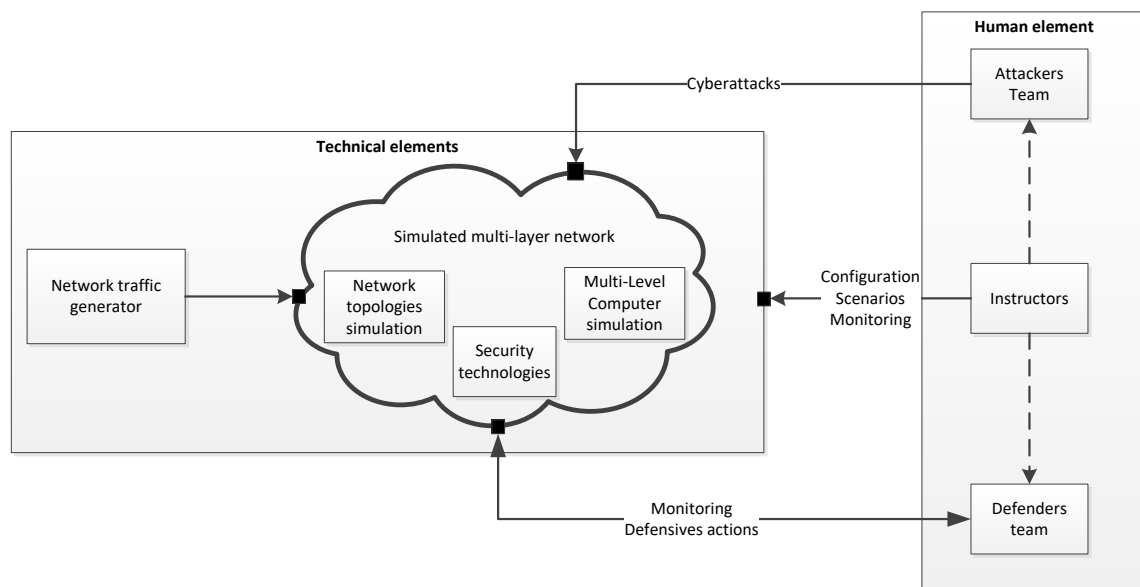 Human element
Attackers
Team
Cyberattacks
Technical elements
Simulated multi-layer network
Network traffic
generator
Network
topologies
simulation
Multi-Level
Computer
simulation
Security
technologies
Configuration
Scenarios
Monitoring
Instructors
Monitoring
Defensives actions
Defenders
team